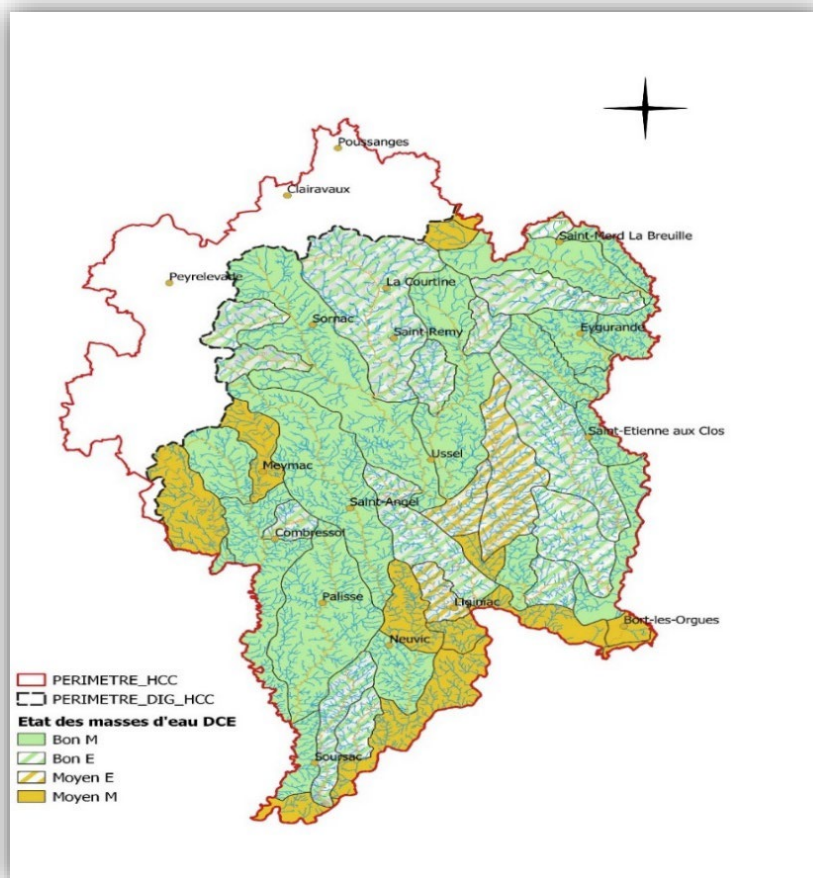 Poussanges
Clairavaux
Saint-Merd La Breuille
Peyrelevade
La Courtine
Sornac
Saint-Remy
Eygurande
Saint-Etienne aux Clos
Ussel
Meymac
Saint-Angel
Combressol
Palisse
Liginiac
Bort-les-Orgues
Neuvic
Soursac
PERIMETRE_HCC
PERIMETRE_DIG_HCC
Etat des masses d'eau DCE
Bon M
Bon E
Moyen E
Moyen M